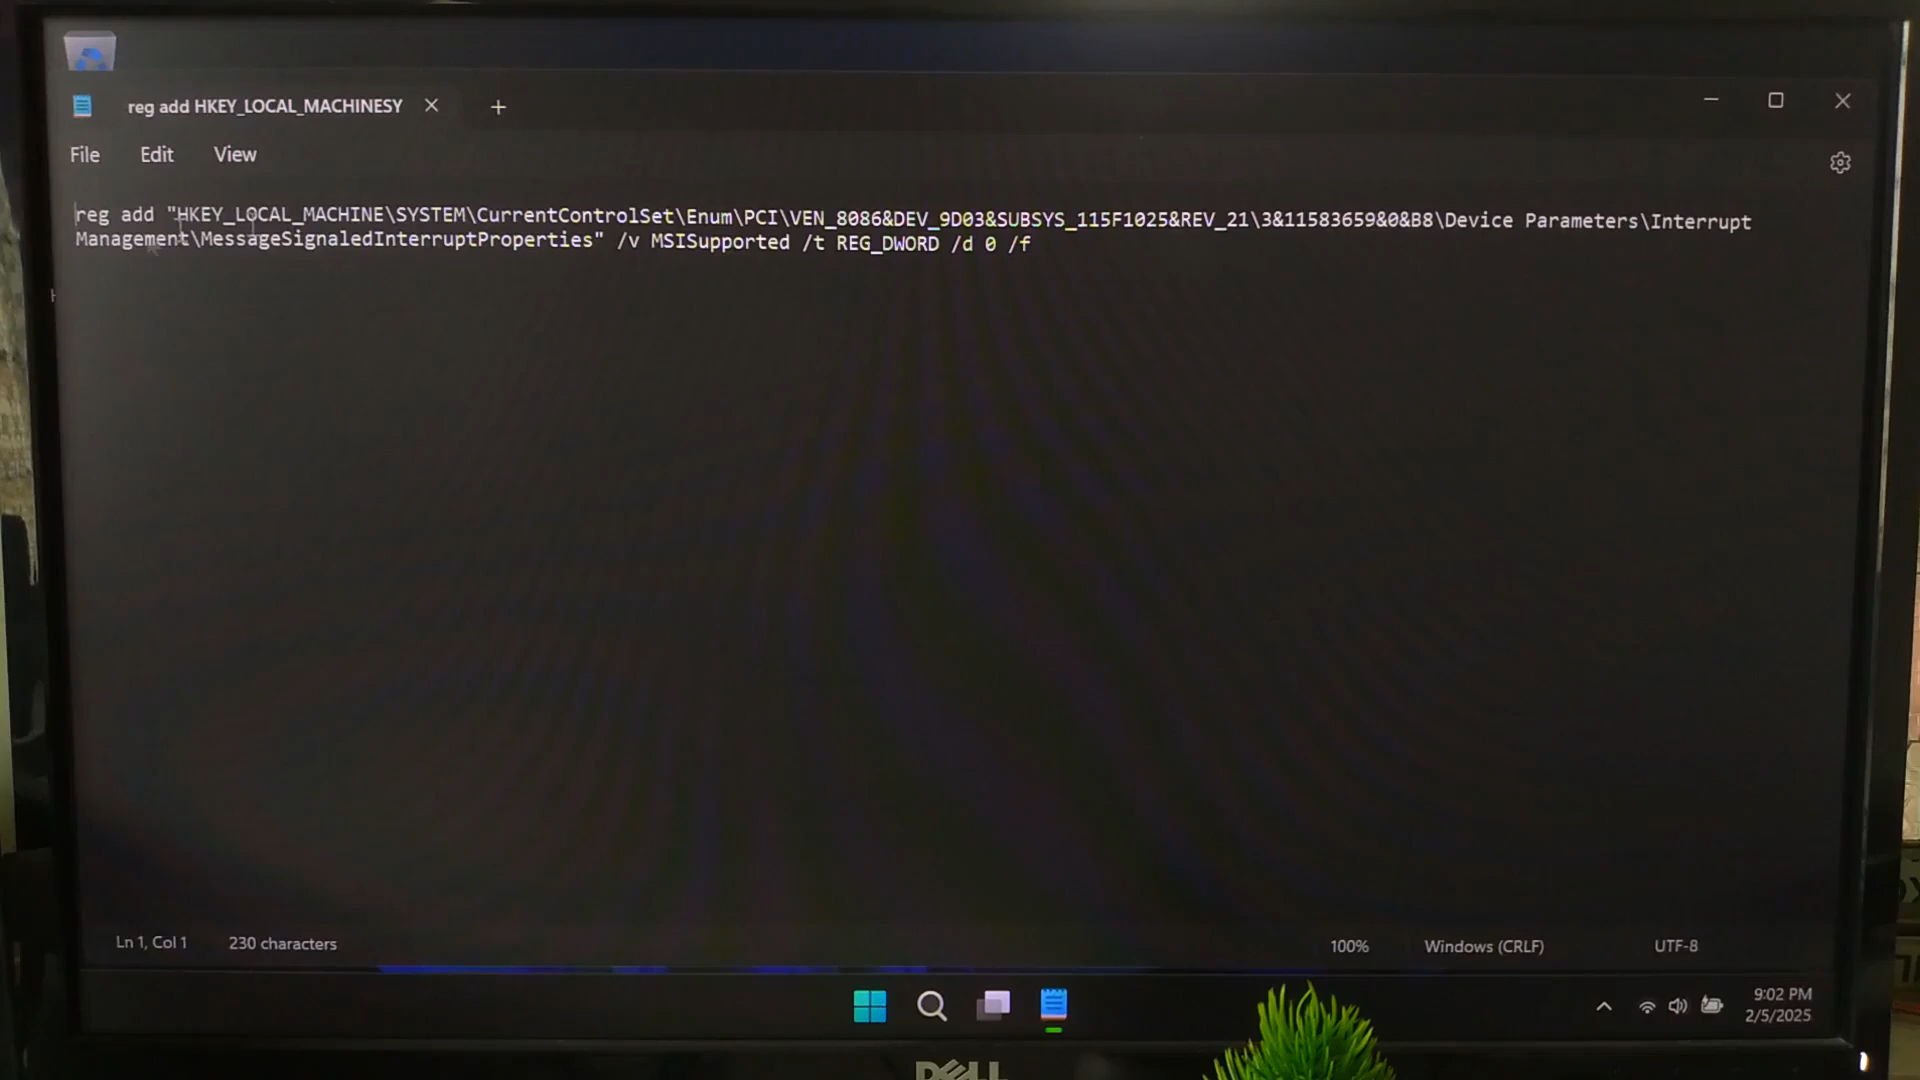 reg add HKEY_LOCAL_MACHINESY
File Edit View
reg add "HKEY_LOCAL_MACHINE\SYSTEM\CurrentControlSet\Enum\PCI\VEN_8086&DEV_9D03&SUBSYS_115F1025&REV_21\3&11583659&0&B8\Device Parameters\Interrupt
Management\MessageSignaledInterruptProperties" /v MSISupported /t REG_DWORD /d 0 /f
Ln 1, Col 1 230 characters 100% Windows (CRLF) UTF-8
9:02 PM
2/5/2025
DELL